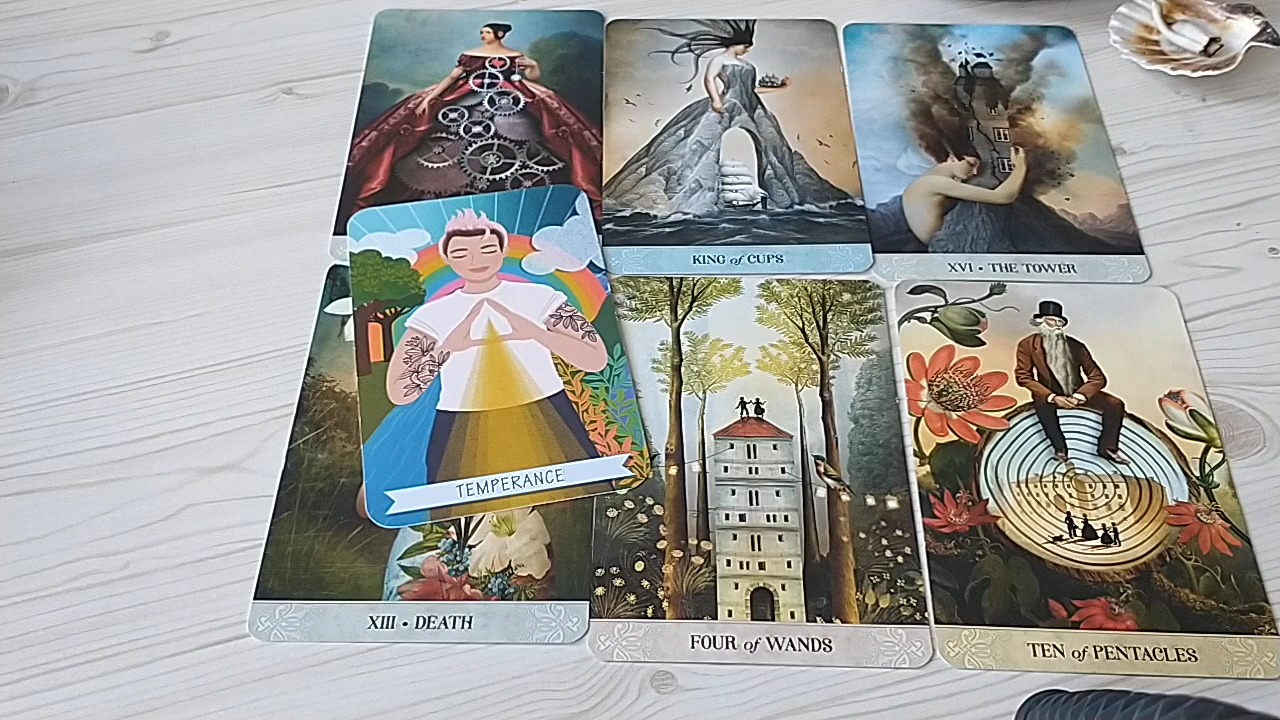 KING of CUPS
XVI • THE TOWER
TEMPERANCE
XIII • DEATH
FOUR of WANDS
TEN of PENTACLES